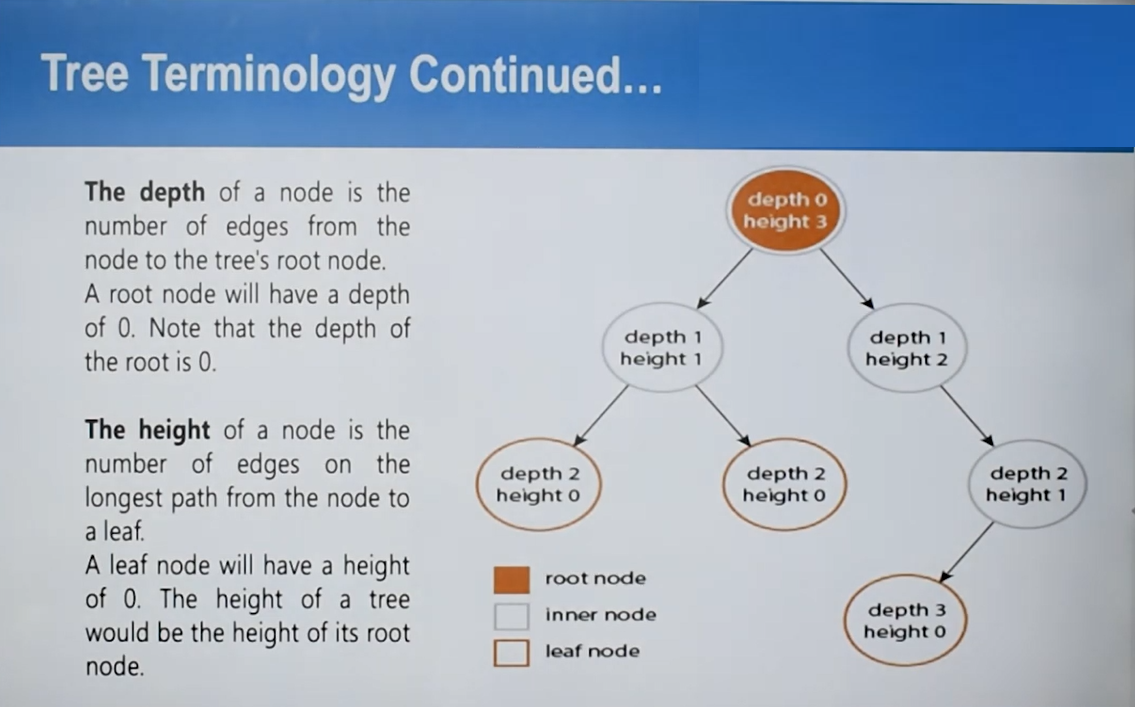 Tree Terminology Continued...
The depth of a node is the
number of edges from the
node to the tree's root node.
A root node will have a depth
of 0. Note that the depth of
the root is 0.
The height of a node is the
number of edges on the
longest path from the node to
a leaf.
A leaf node will have a height
of 0. The height of a tree
would be the height of its root
node.
depth 0
height 3
depth 1
height 1
depth 1
height 2
depth 2
height 0
depth 2
height 0
depth 2
height 1
depth 3
height 0
root node
inner node
leaf node